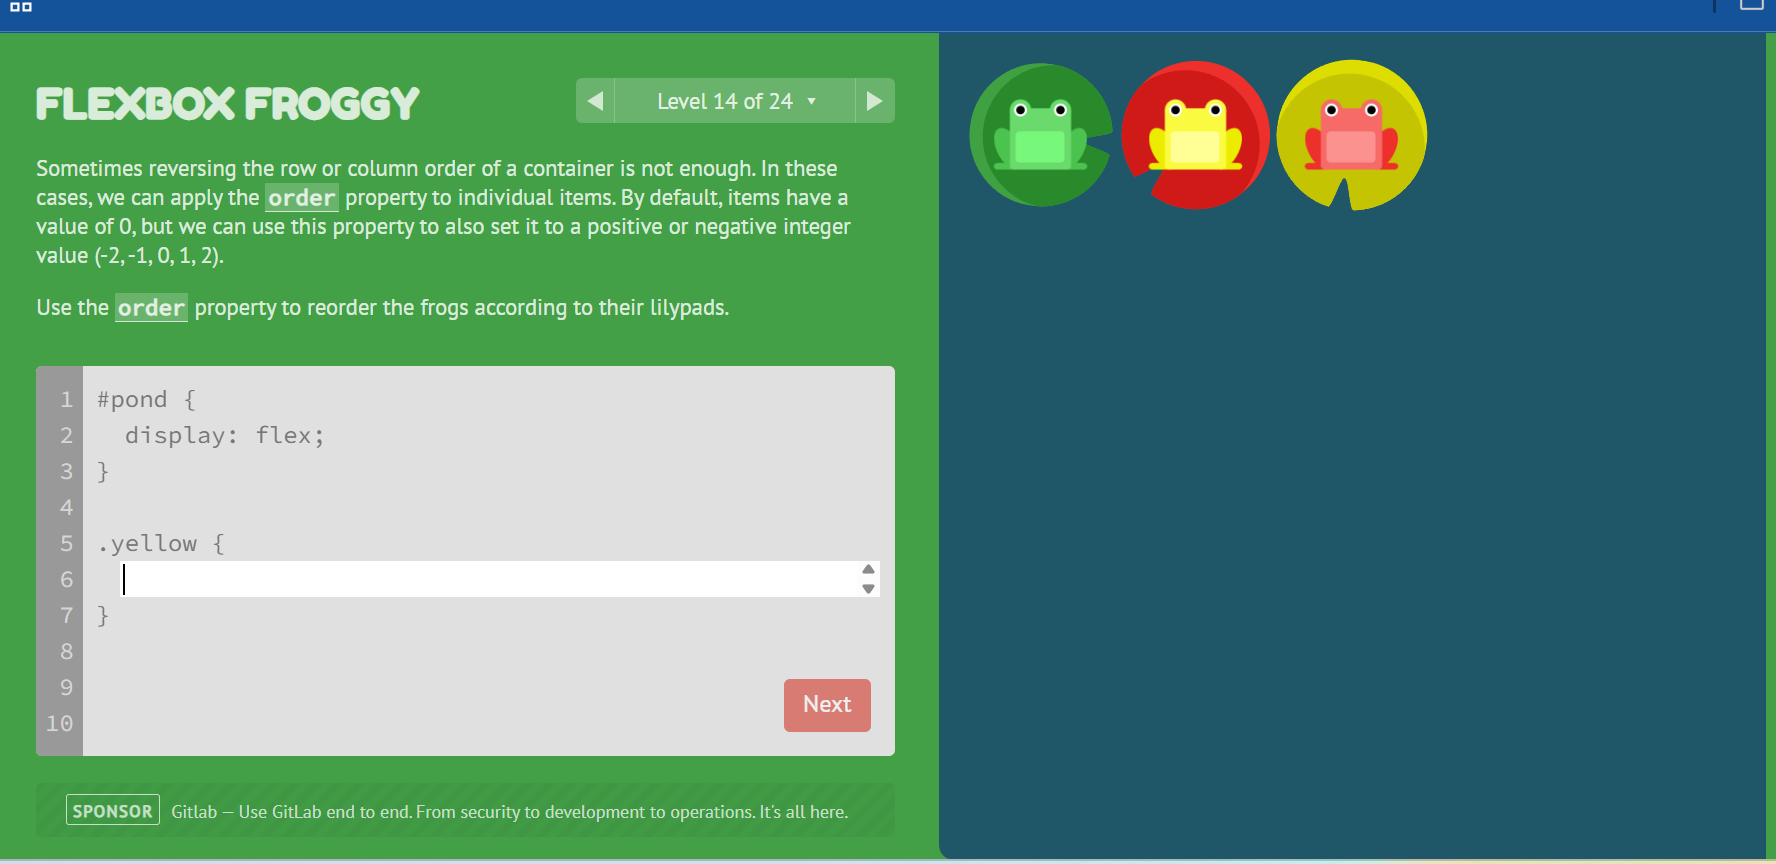 FLEXBOX FROGGY
Level 14 of 24 ▼
Sometimes reversing the row or column order of a container is not enough. In these
cases, we can apply the order property to individual items. By default, items have a
value of 0, but we can use this property to also set it to a positive or negative integer
value (-2, -1, 0, 1, 2).
Use the order property to reorder the frogs according to their lilypads.
1 #pond {
2 display: flex;
3 }
4
5 .yellow {
6
7 }
8
9
10
Next
SPONSOR Gitlab — Use GitLab end to end. From security to development to operations. It's all here.